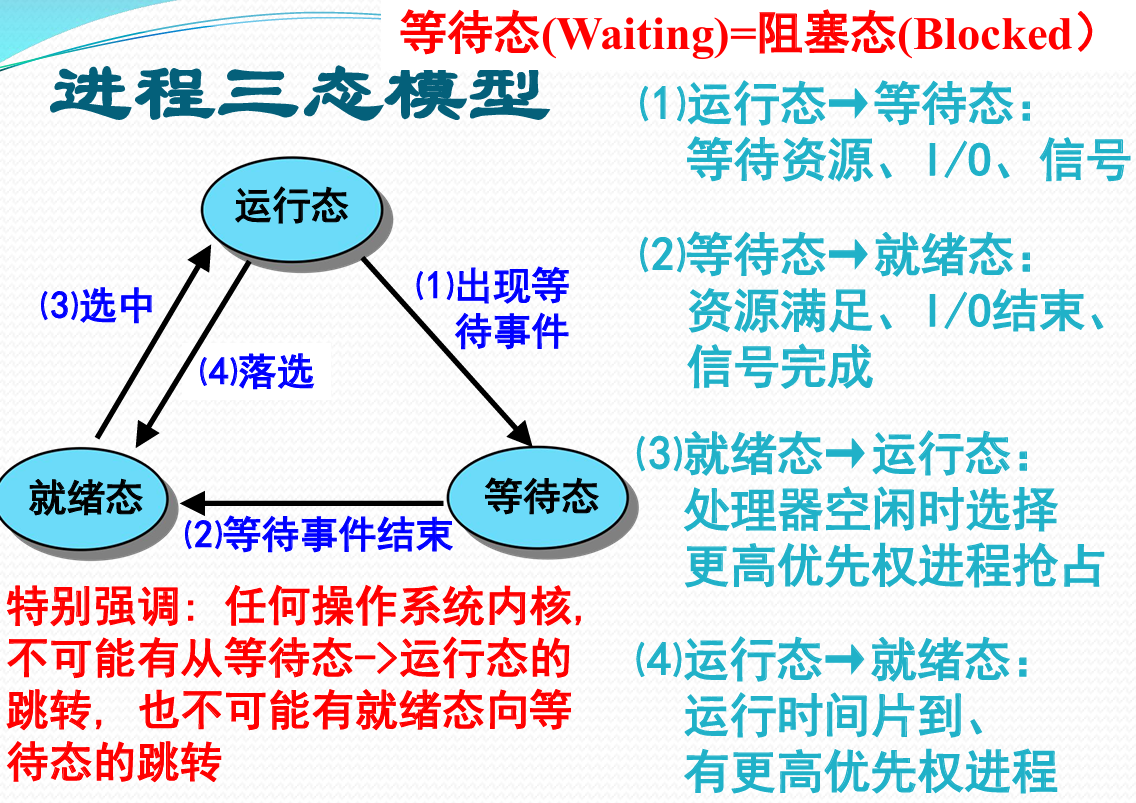 等待态(Waiting)=阻塞态(Blocked）
进程三态模型
运行态
(3)选中
(4)落选
(1)出现等
待事件
就绪态
等待态
(2)等待事件结束
特别强调：任何操作系统内核,
不可能有从等待态->运行态的
跳转, 也不可能有就绪态向等
待态的跳转
(1)运行态→等待态：
等待资源、I/O、信号
(2)等待态→就绪态：
资源满足、I/O结束、
信号完成
(3)就绪态→运行态：
处理器空闲时选择
更高优先权进程抢占
(4)运行态→就绪态：
运行时间片到、
有更高优先权进程